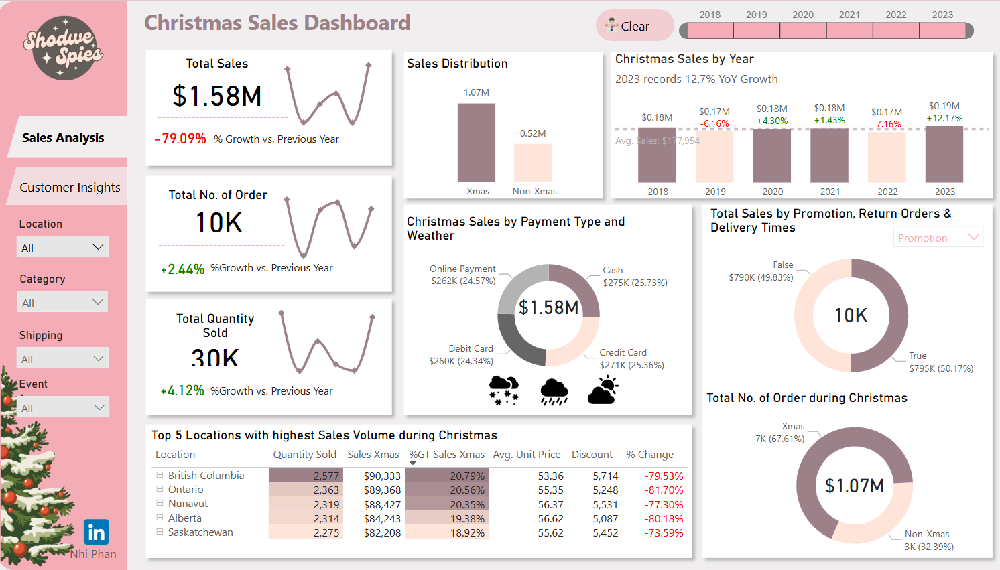 Shodwe
Spies
Christmas Sales Dashboard
Clear
2018 2019 2020 2021 2022 2023
Sales Analysis
Customer Insights
Location
All
Category
All
Shipping
All
Event
All
Nhi Phan
Total Sales
$1.58M
-79.09% % Growth vs. Previous Year
Total No. of Order
10K
+2.44% %Growth vs. Previous Year
Total Quantity
Sold
30K
+4.12% %Growth vs. Previous Year
Sales Distribution
1.07M
0.52M
Xmas Non-Xmas
Christmas Sales by Year
2023 records 12.7% YoY Growth
$0.18M
$0.17M
-6.16%
$0.18M
+4.30%
$0.18M
+1.43%
$0.17M
-7.16%
$0.19M
+12.17%
Avg. Sales: $177,954
2018 2019 2020 2021 2022 2023
Christmas Sales by Payment Type and
Weather
Online Payment
$262K (24.57%)
Cash
$275K (25.73%)
$1.58M
Debit Card
$260K (24.34%)
Credit Card
$271K (25.36%)
Total Sales by Promotion, Return Orders &
Delivery Times
Promotion
False
$790K (49.83%)
10K
True
$795K (50.17%)
Total No. of Order during Christmas
Xmas
7K (67.61%)
$1.07M
Non-Xmas
3K (32.39%)
Top 5 Locations with highest Sales Volume during Christmas
Location Quantity Sold Sales Xmas %GT Sales Xmas Avg. Unit Price Discount % Change
British Columbia 2,577 $90,333 20.79% 53.36 5,714 -79.53%
Ontario 2,363 $89,368 20.56% 55.35 5,248 -81.70%
Nunavut 2,319 $88,427 20.35% 56.37 5,531 -77.30%
Alberta 2,314 $84,243 19.38% 56.62 5,087 -80.18%
Saskatchewan 2,275 $82,208 18.92% 55.62 5,452 -73.59%
in